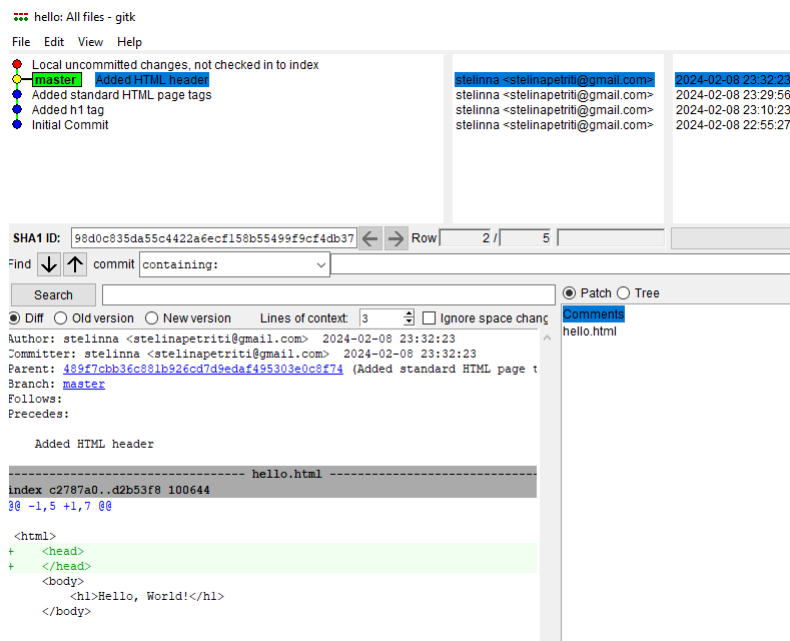 hello: All files - gitk
File Edit View Help
Local uncommitted changes, not checked in to index
master Added HTML header stelinna <stelinapetriti@gmail.com> 2024-02-08 23:32:23
Added standard HTML page tags stelinna <stelinapetriti@gmail.com> 2024-02-08 23:29:56
Added h1 tag stelinna <stelinapetriti@gmail.com> 2024-02-08 23:10:23
Initial Commit stelinna <stelinapetriti@gmail.com> 2024-02-08 22:55:27
SHA1 ID: 98d0c835da55c4422a6ecf158b55499f9cf4db37 Row 2 / 5
Find commit containing:
Search
Patch Tree
Diff Old version New version Lines of context: 3 Ignore space chang
Comments
hello.html
Author: stelinna <stelinapetriti@gmail.com> 2024-02-08 23:32:23
Committer: stelinna <stelinapetriti@gmail.com> 2024-02-08 23:32:23
Parent: 489f7cbb36c881b926cd7d9edaf495303e0c8f74 (Added standard HTML page t
Branch: master
Follows:
Precedes:
Added HTML header
--------------------------------- hello.html -------------------------------
index c2787a0..d2b53f8 100644
@@ -1,5 +1,7 @@
<html>
+ <head>
+ </head>
<body>
<h1>Hello, World!</h1>
</body>